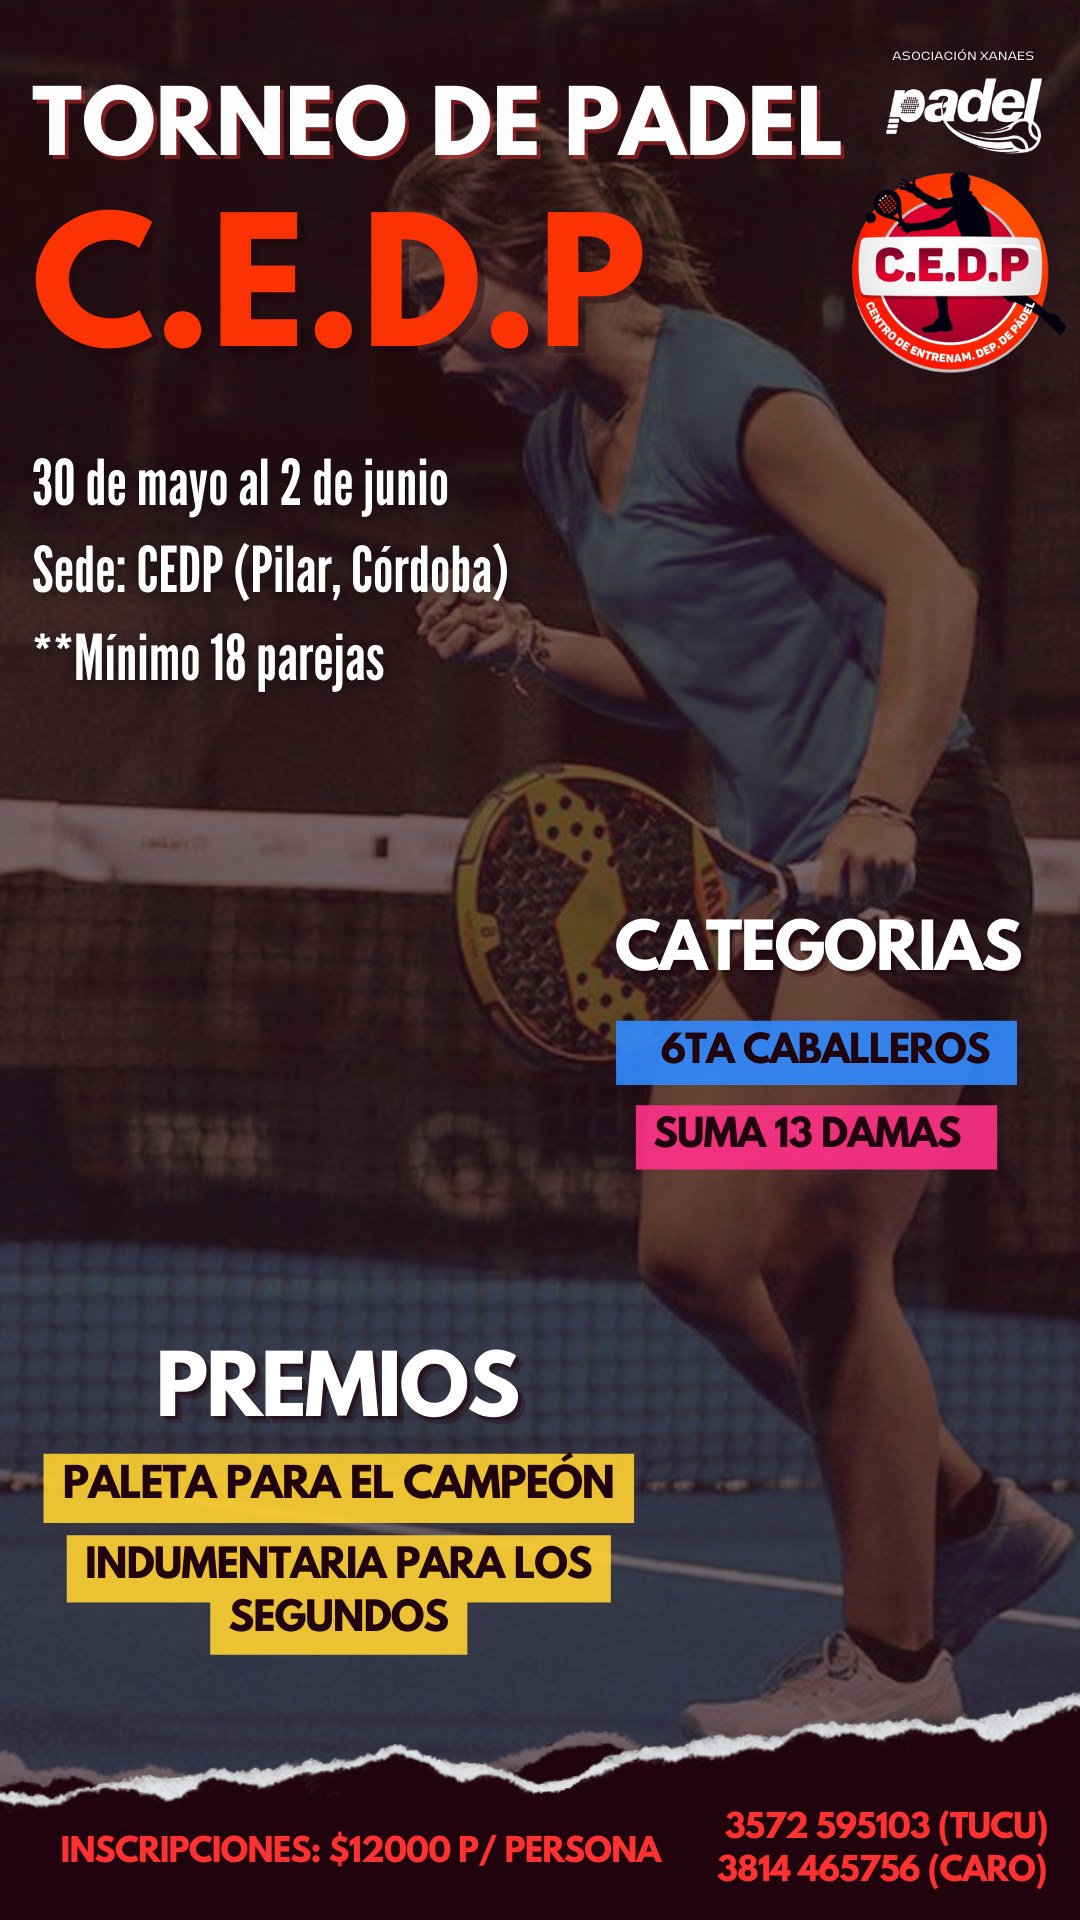 ASOCIACIÓN XANAES
padel
TORNEO DE PADEL
C.E.D.P
C.E.D.P
CENTRO DE ENTRENAM. DEP. DE PÁDEL
30 de mayo al 2 de junio
Sede: CEDP (Pilar, Córdoba)
**Mínimo 18 parejas
CATEGORIAS
6TA CABALLEROS
SUMA 13 DAMAS
PREMIOS
PALETA PARA EL CAMPEÓN
INDUMENTARIA PARA LOS
SEGUNDOS
INSCRIPCIONES: $12000 P/ PERSONA
3572 595103 (TUCU)
3814 465756 (CARO)